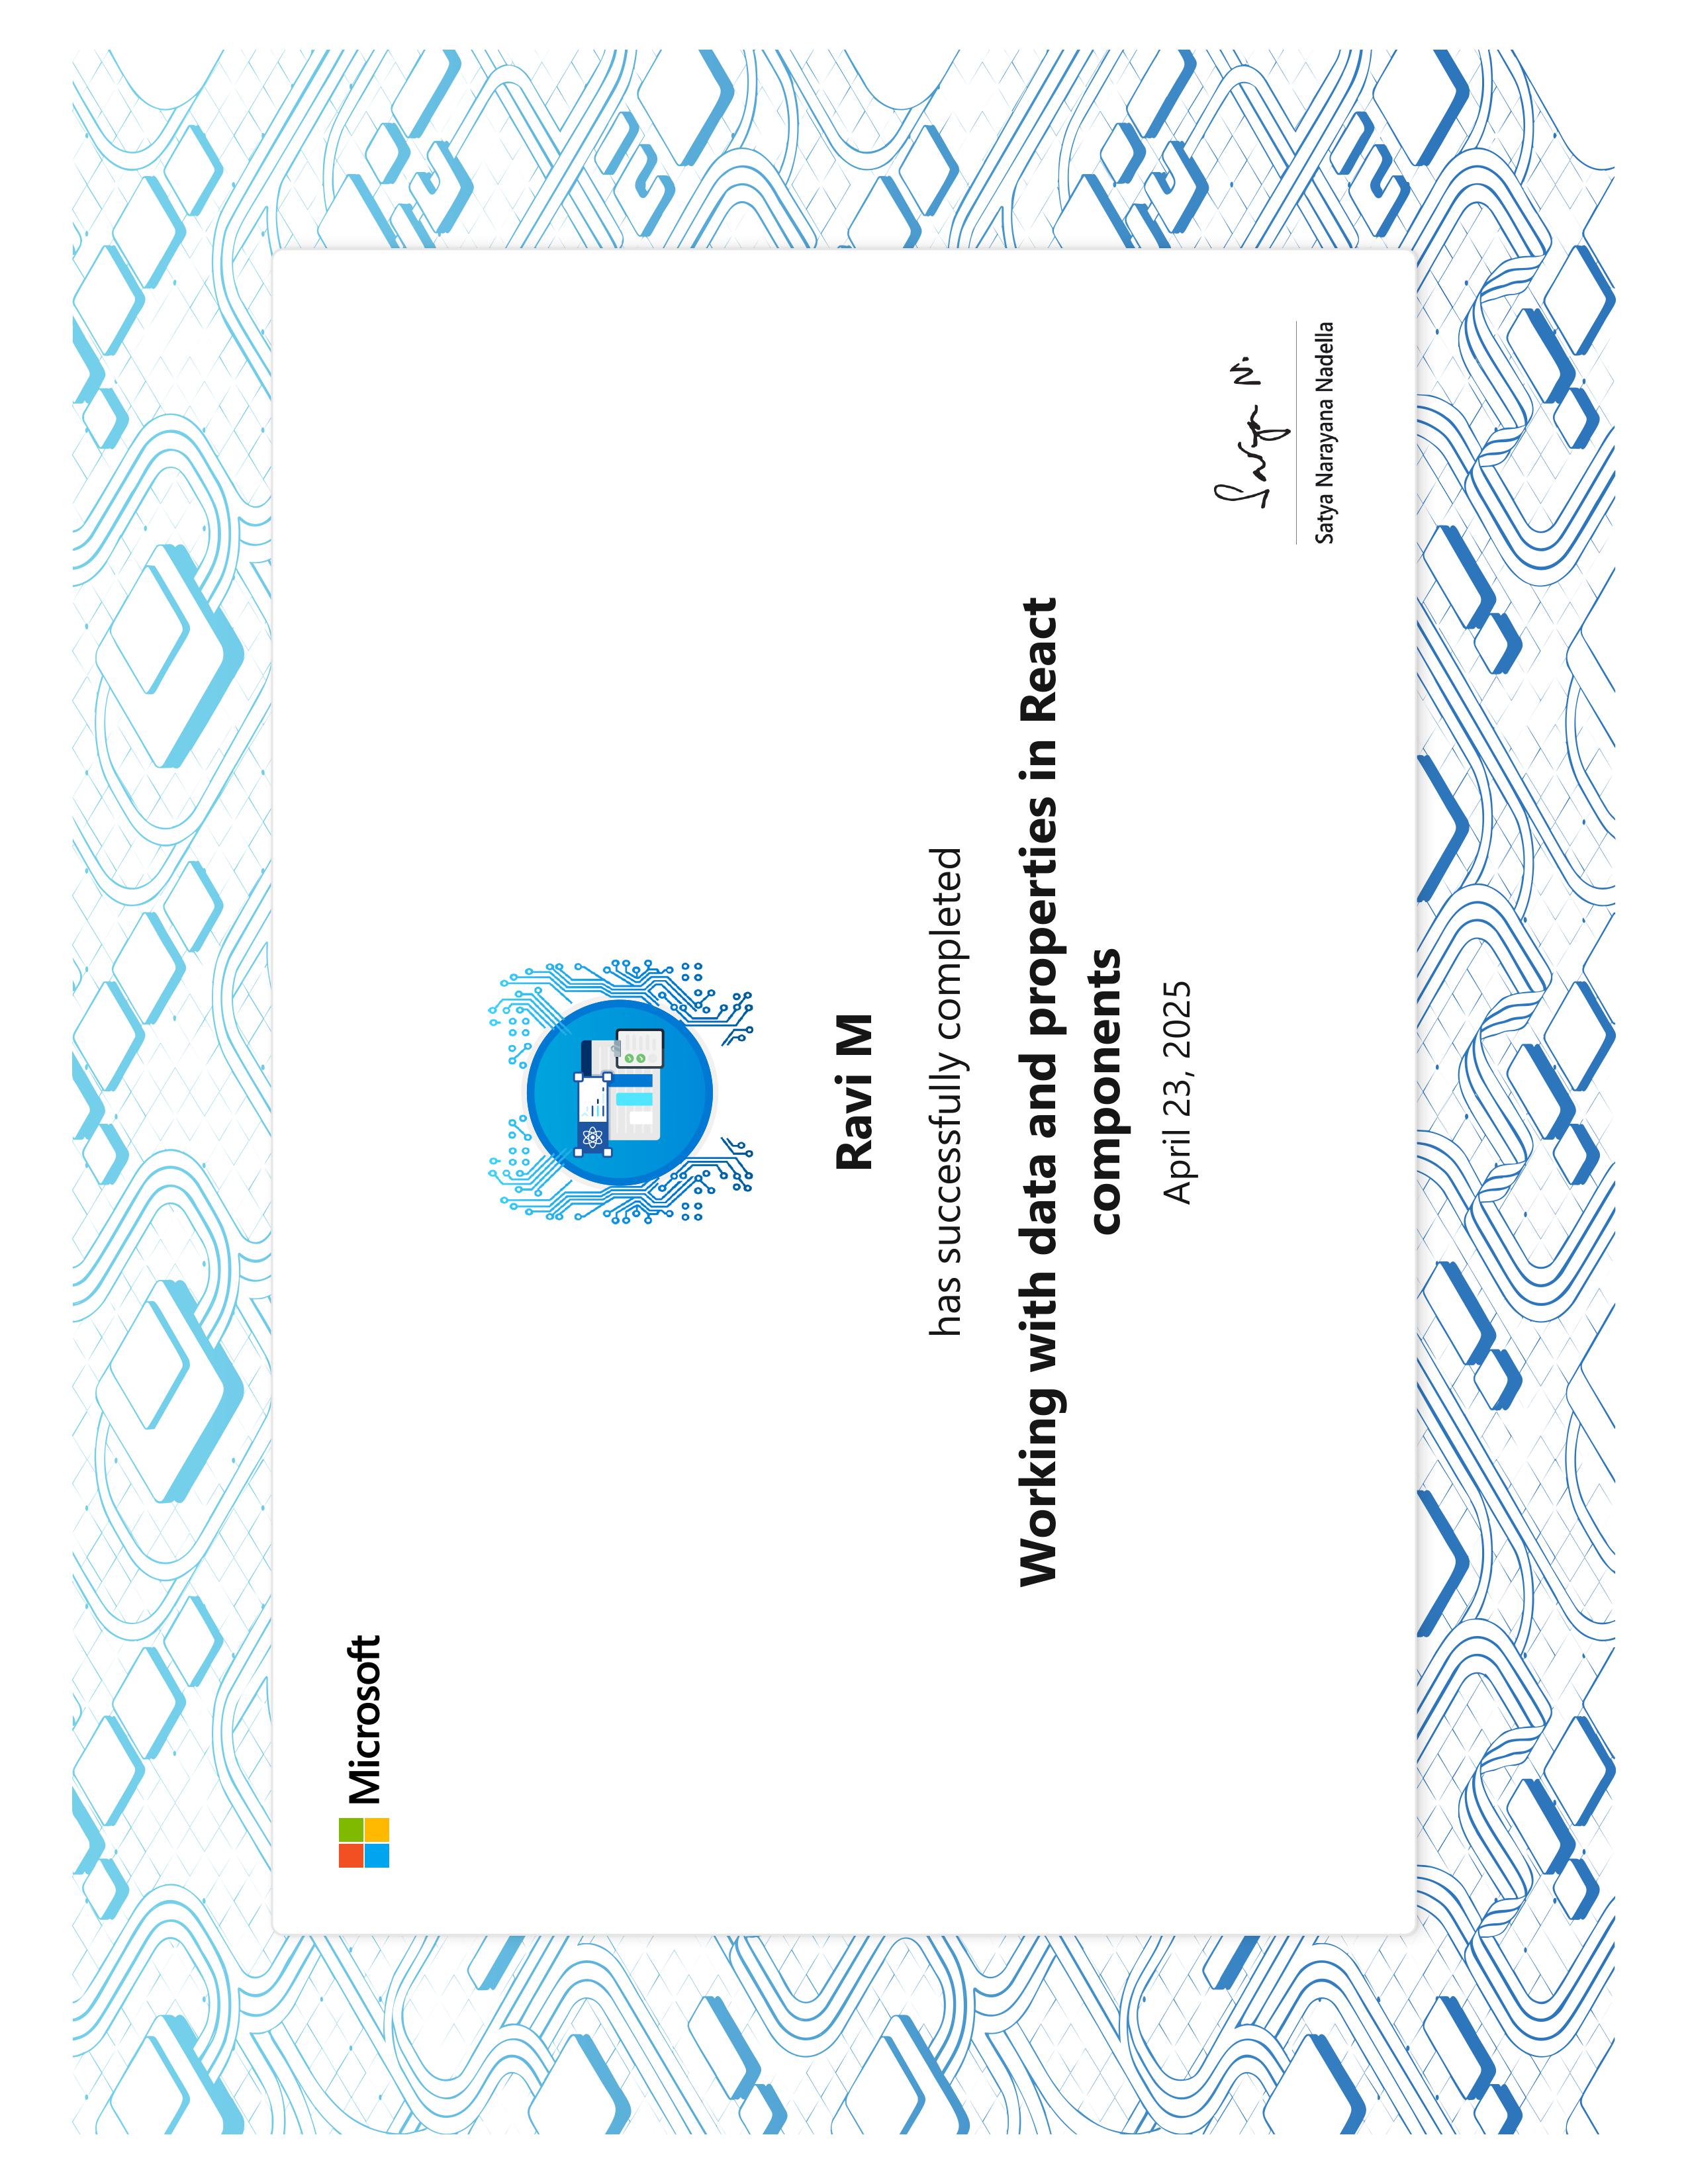 Microsoft
Ravi M
has successfully completed
Working with data and properties in React
components
April 23, 2025
Satya N.
Satya Narayana Nadella